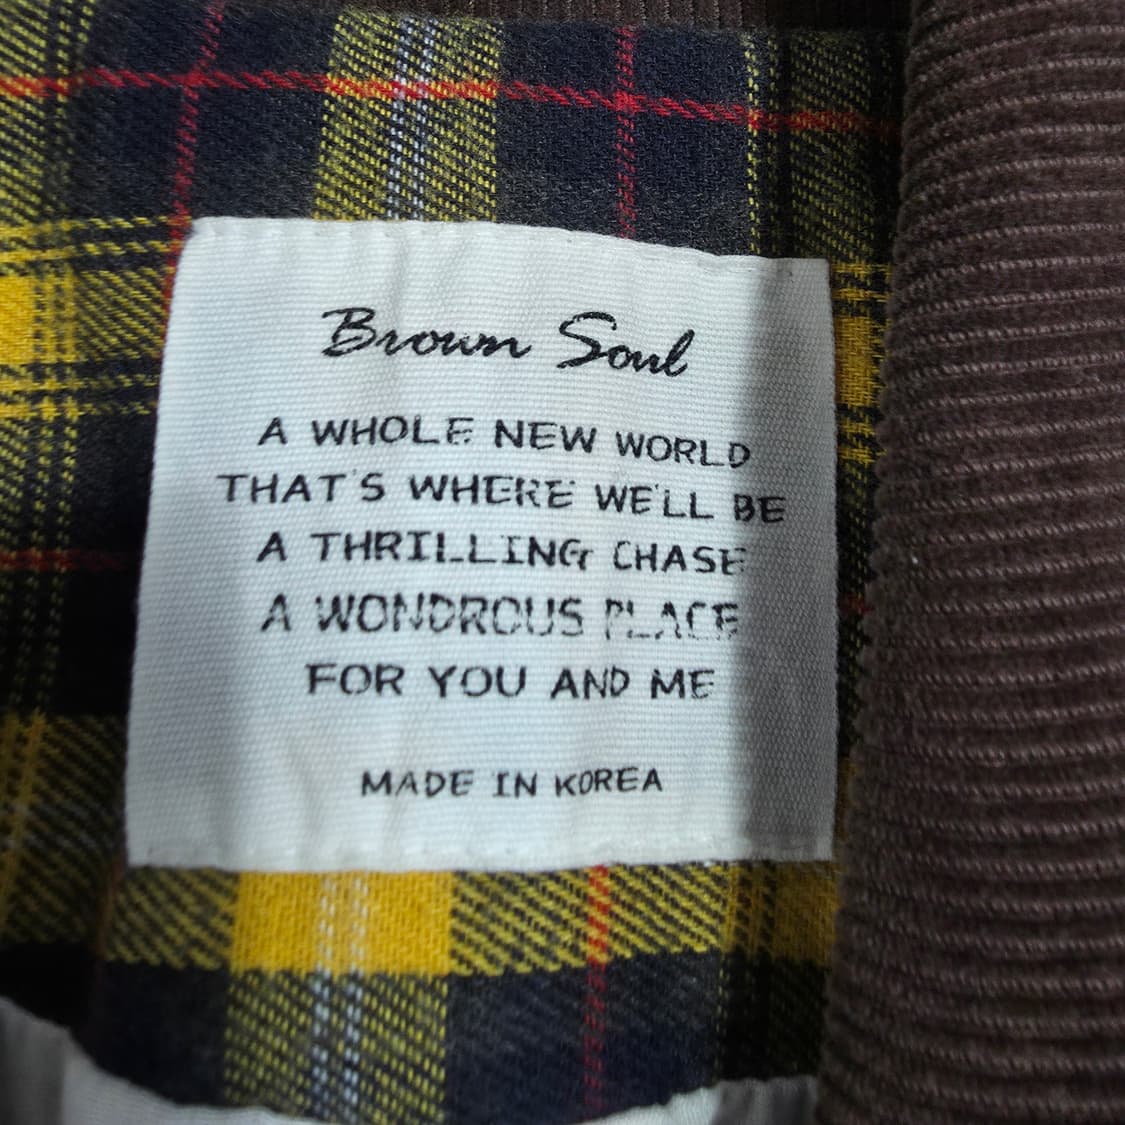 Brown Soul
A WHOLE NEW WORLD
THAT'S WHERE WE'LL BE
A THRILLING CHASE
A WONDROUS PLACE
FOR YOU AND ME
MADE IN KOREA